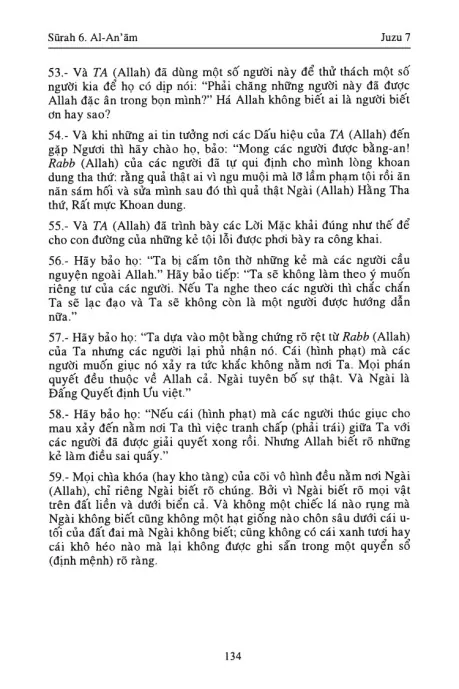 Sūrah 6. Al-An’ām Juzu 7
53.- Và TA (Allah) đã dùng một số người này để thử thách một số
người kia để họ có dịp nói: “Phải chăng những người này đã được
Allah đặc ân trong bọn mình?” Há Allah không biết ai là người biết
ơn hay sao?
54.- Và khi những ai tin tưởng nơi các Dấu hiệu của TA (Allah) đến
gặp Ngươi thì hãy chào họ, bảo: “Mong các người được bằng-an!
Rabb (Allah) của các người đã tự qui định cho mình lòng khoan
dung tha thứ: rằng quả thật ai vì ngu muội mà lỡ lầm phạm tội rồi ăn
năn sám hối và sửa mình sau đó thì quả thật Ngài (Allah) Hằng Tha
thứ, Rất mực Khoan dung.
55.- Và TA (Allah) đã trình bày các Lời Mặc khải đúng như thế để
cho con đường của những kẻ tội lỗi được phơi bày ra công khai.
56.- Hãy bảo họ: “Ta bị cấm tôn thờ những kẻ mà các người cầu
nguyện ngoài Allah.” Hãy bảo tiếp: “Ta sẽ không làm theo ý muốn
riêng tư của các người. Nếu Ta nghe theo các người thì chắc chắn
Ta sẽ lạc đạo và Ta sẽ không còn là một người được hướng dẫn
nữa.”
57.- Hãy bảo họ: “Ta dựa vào một bằng chứng rõ rệt từ Rabb (Allah)
của Ta nhưng các người lại phủ nhận nó. Cái (hình phạt) mà các
người muốn giục nó xảy ra tức khắc không nằm nơi Ta. Mọi phán
quyết đều thuộc về Allah cả. Ngài tuyên bố sự thật. Và Ngài là
Đấng Quyết định Ưu việt.”
58.- Hãy bảo họ: “Nếu cái (hình phạt) mà các người thúc giục cho
mau xảy đến nằm nơi Ta thì việc tranh chấp (phải trái) giữa Ta với
các người đã được giải quyết xong rồi. Nhưng Allah biết rõ những
kẻ làm điều sai quấy.”
59.- Mọi chìa khóa (hay kho tàng) của cõi vô hình đều nằm nơi Ngài
(Allah), chỉ riêng Ngài biết rõ chúng. Bởi vì Ngài biết rõ mọi vật
trên đất liền và dưới biển cả. Và không một chiếc lá nào rụng mà
Ngài không biết cũng không một hạt giống nào chôn sâu dưới cái u-
tối của đất đai mà Ngài không biết; cũng không có cái xanh tươi hay
cái khô héo nào mà lại không được ghi sẵn trong một quyển sổ
(định mệnh) rõ ràng.
134